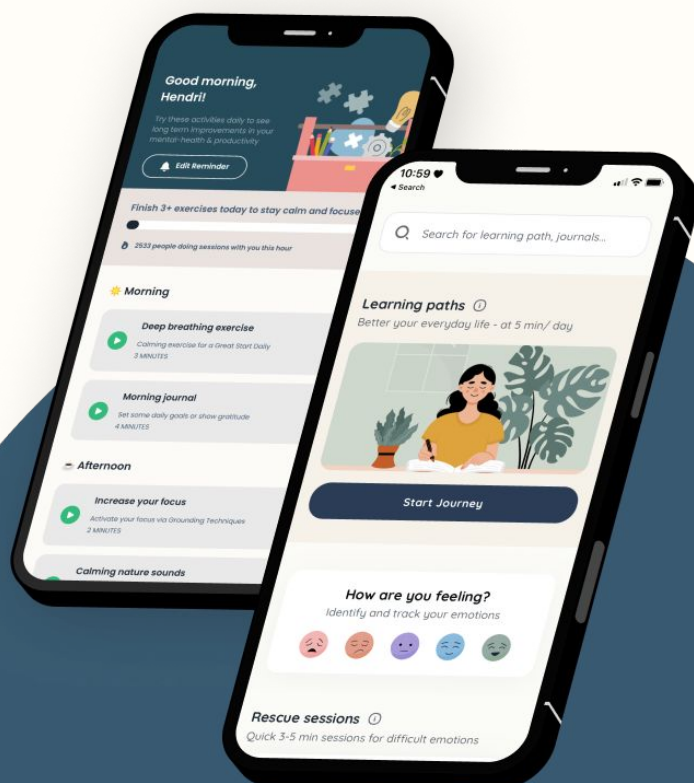 Good morning,
Hendri!
Try these activities daily to see
long term improvements in your
mental-health & productivity
Edit Reminder
Finish 3+ exercises today to stay calm and focuse
2533 people doing sessions with you this hour
Morning
Deep breathing exercise
Calming exercise for a Great Start Daily
3 MINUTES
Morning journal
Set some daily goals or show gratitude
4 MINUTES
Afternoon
Increase your focus
Activate your focus via Grounding Techniques
2 MINUTES
Calming nature sounds
10:59
Search
Search for learning path, journals...
Learning paths
Better your everyday life - at 5 min/ day
Start Journey
How are you feeling?
Identify and track your emotions
Rescue sessions
Quick 3-5 min sessions for difficult emotions